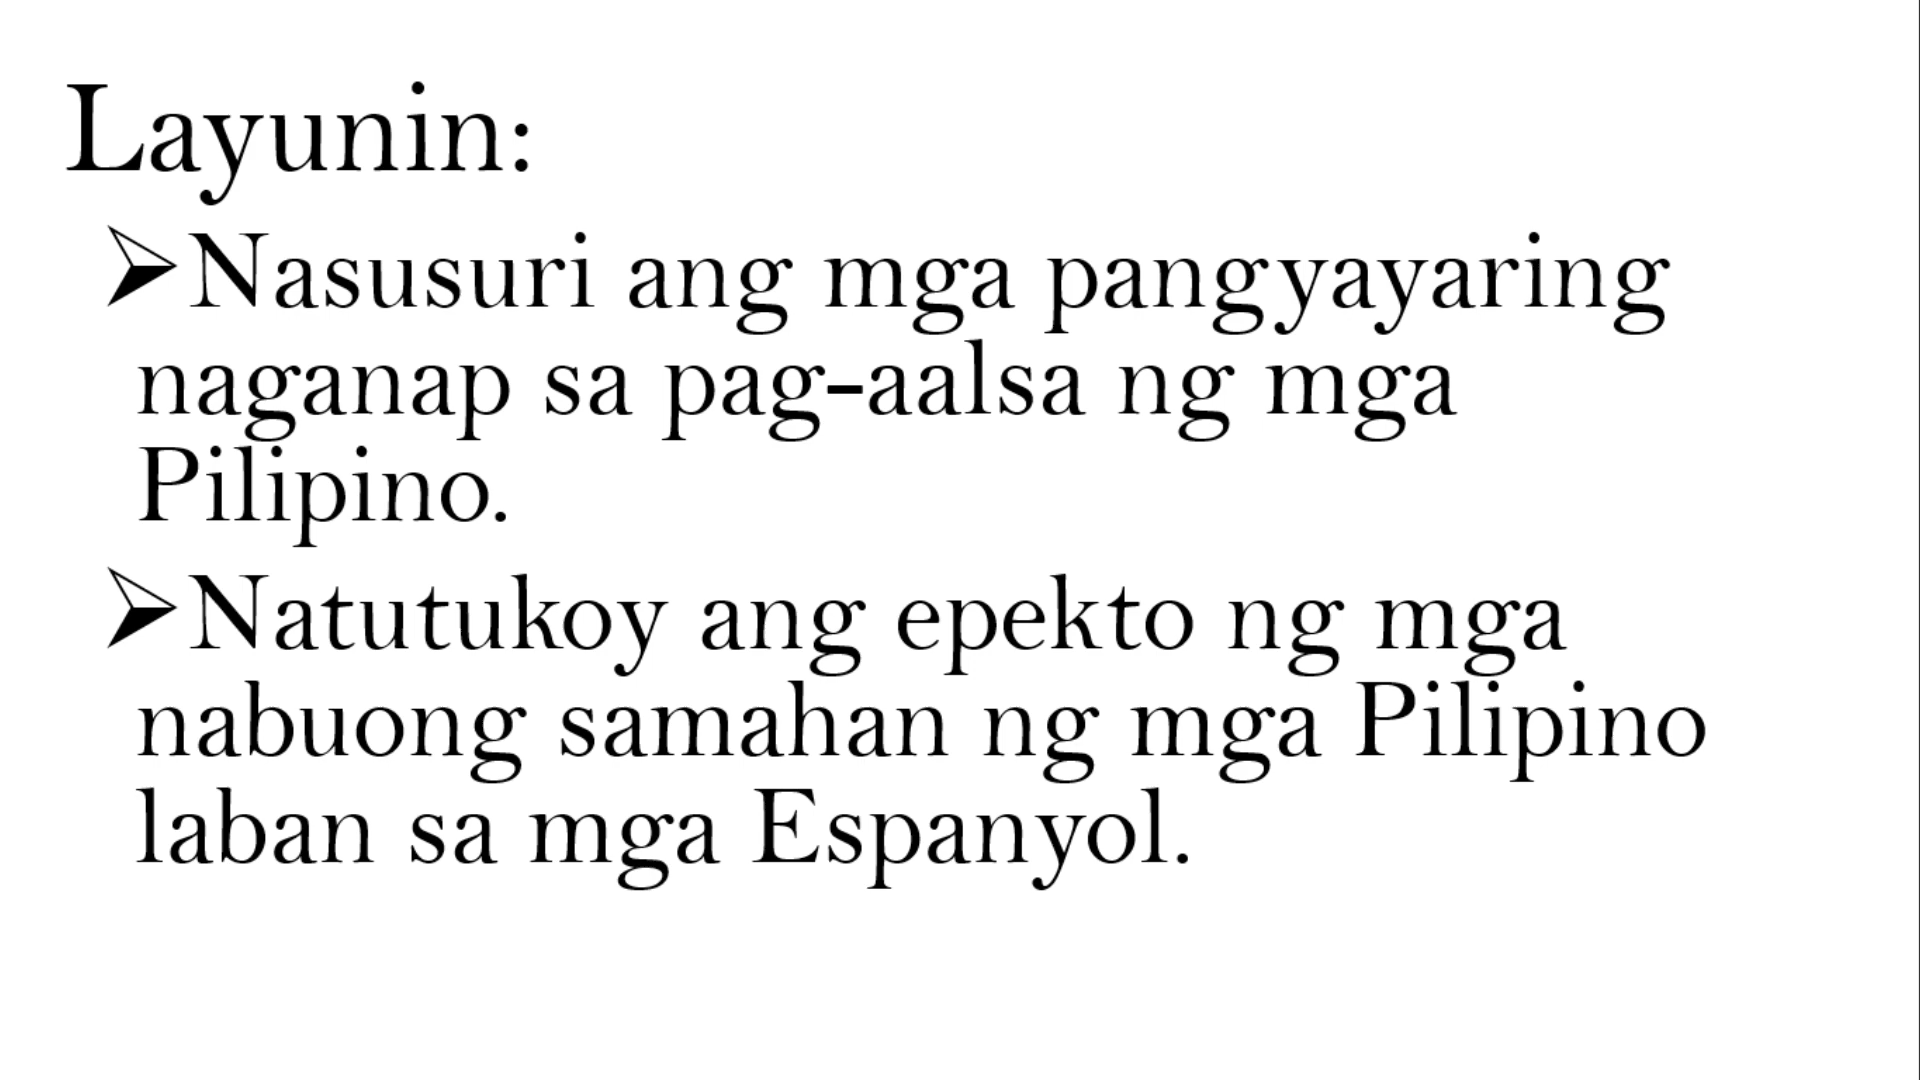 Layunin:
➢Nasusuri ang mga pangyayaring
naganap sa pag-aalsa ng mga
Pilipino.
➢Natutukoy ang epekto ng mga
nabuong samahan ng mga Pilipino
laban sa mga Espanyol.